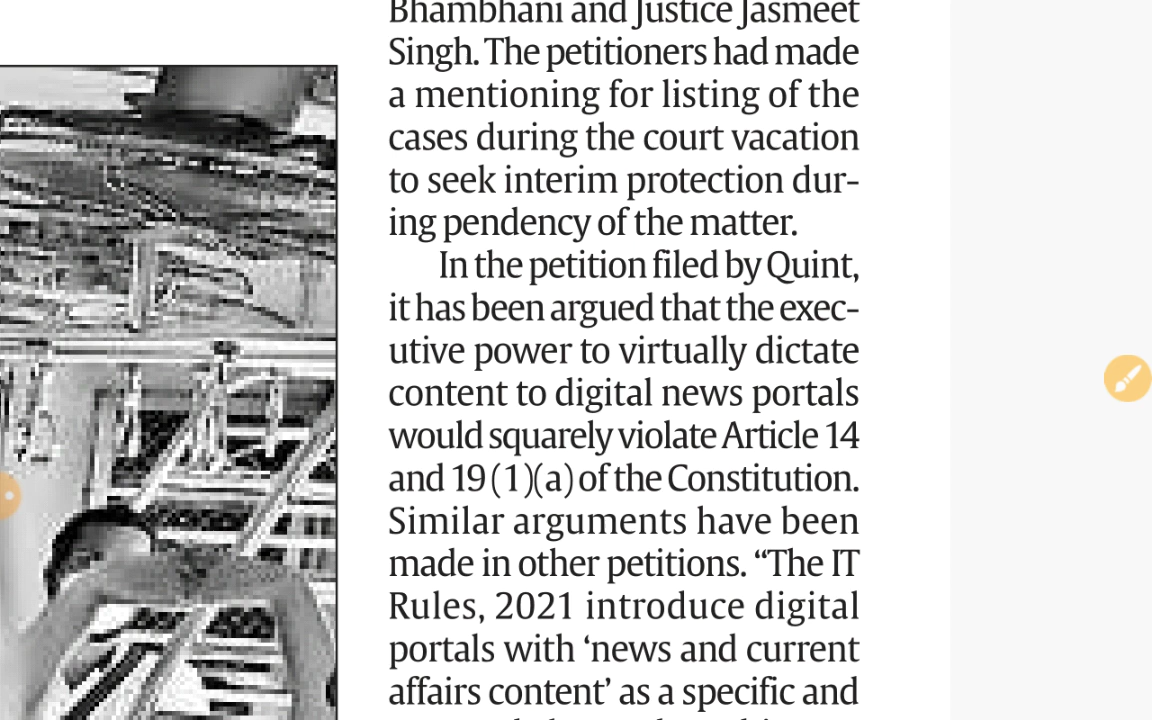 Bhambhani and Justice Jasmeet
Singh. The petitioners had made
a mentioning for listing of the
cases during the court vacation
to seek interim protection dur-
ing pendency of the matter.
In the petition filed by Quint,
it has been argued that the exec-
utive power to virtually dictate
content to digital news portals
would squarely violate Article 14
and 19 (1)(a) of the Constitution.
Similar arguments have been
made in other petitions. “The IT
Rules, 2021 introduce digital
portals with ‘news and current
affairs content’ as a specific and